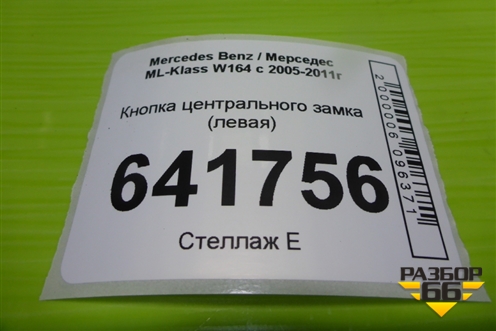 Mercedes Benz / Мерседес
ML-Klass W164 с 2005-2011г
Кнопка центрального замка
(левая)
641756
Стеллаж Е
2000006096371
РАЗБОР
66